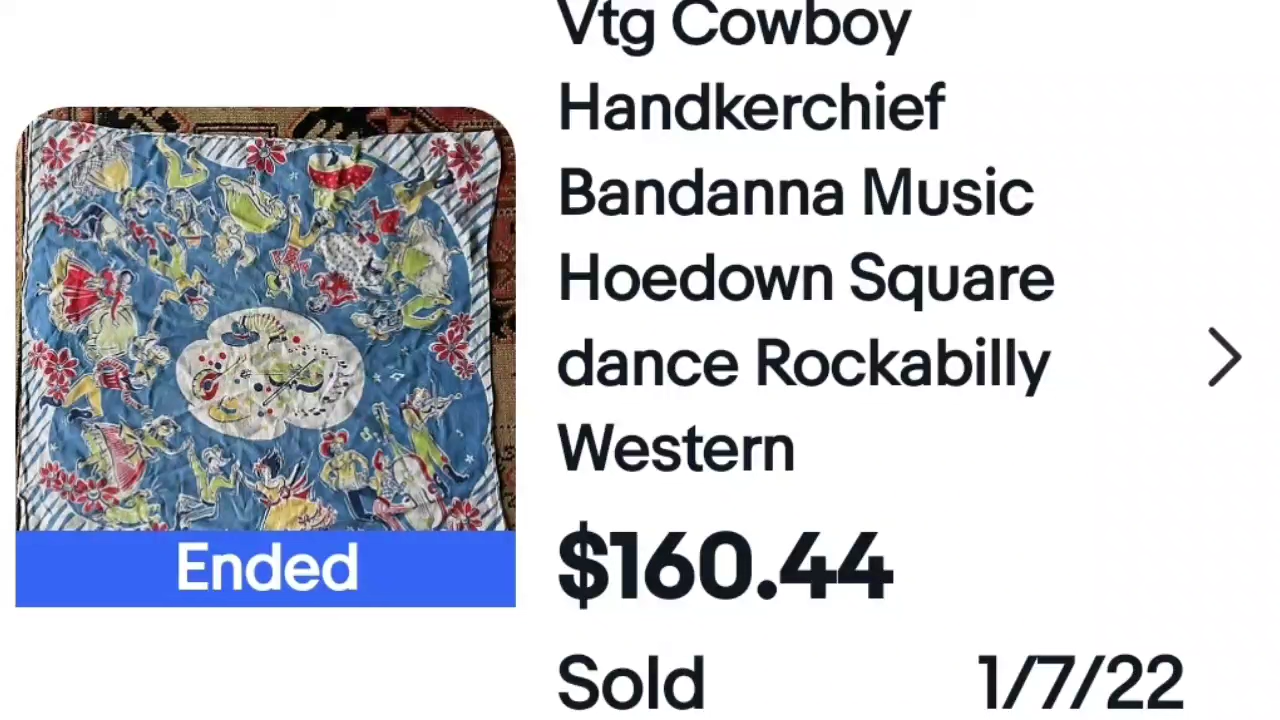 Vtg Cowboy
Handkerchief
Bandanna Music
Hoedown Square
dance Rockabilly
Western
$160.44
Sold 1/7/22
Ended